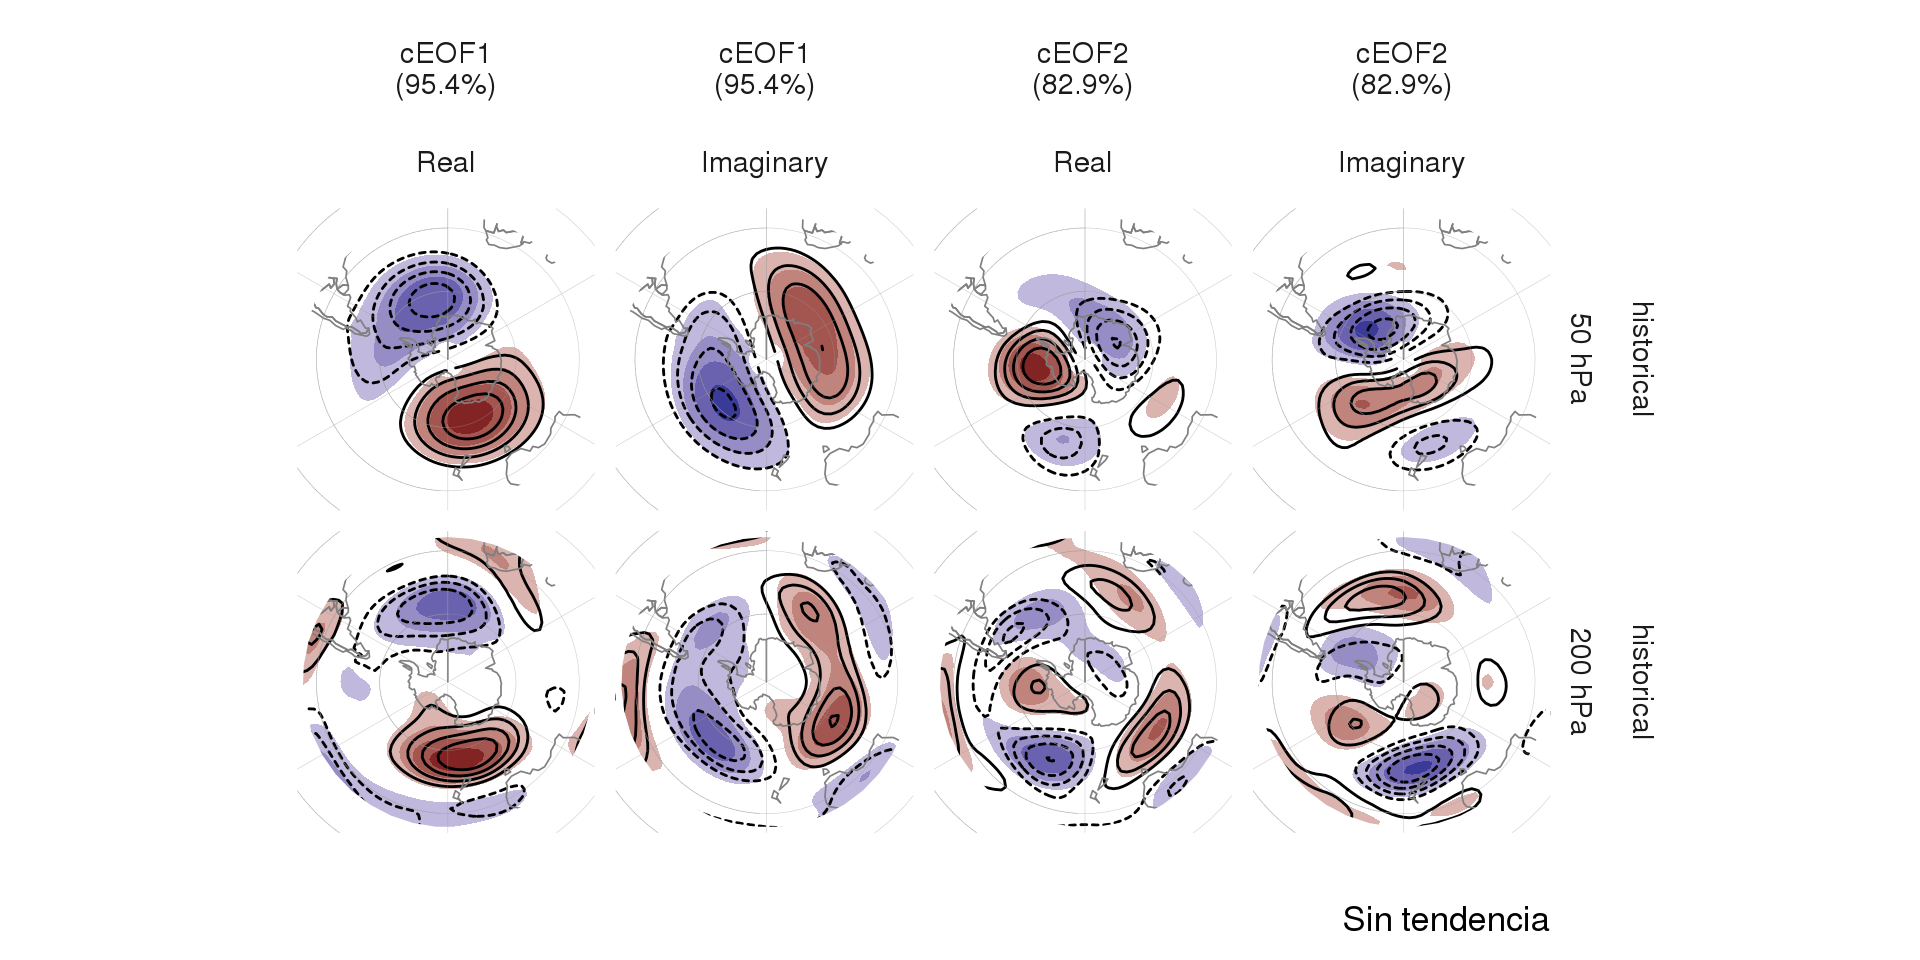 cEOF1
(95.4%)
cEOF1
(95.4%)
cEOF2
(82.9%)
cEOF2
(82.9%)
Real
Imaginary
Real
Imaginary
50 hPa
historical
200 hPa
historical
Sin tendencia